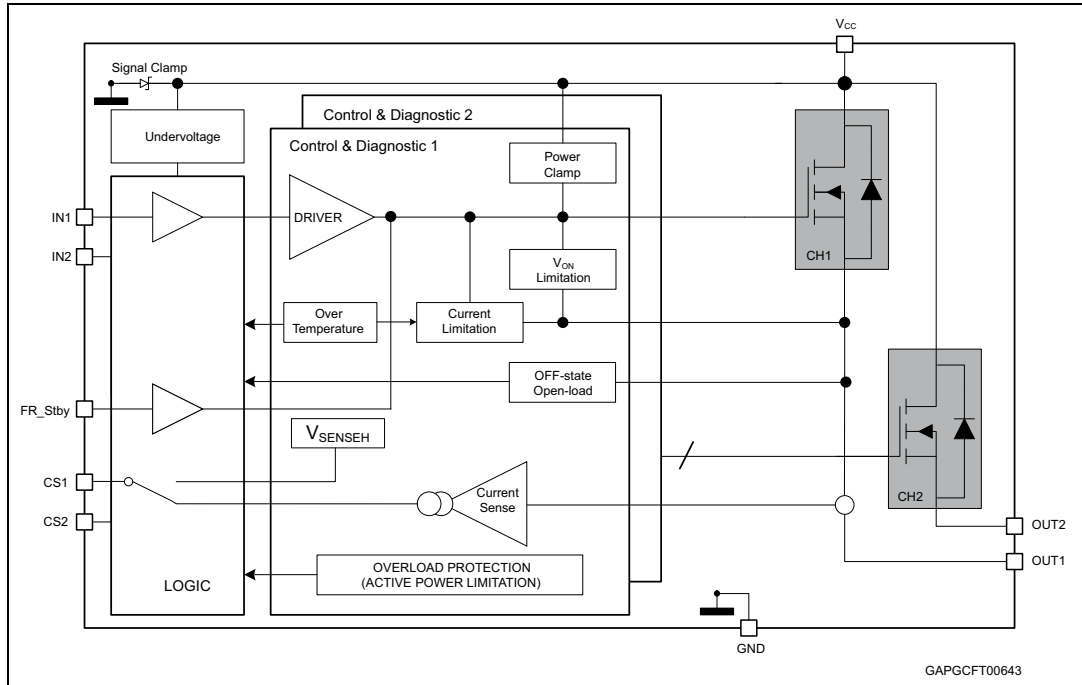 VCC
Signal Clamp
Undervoltage
Control & Diagnostic 2
Control & Diagnostic 1
Power
Clamp
IN1
DRIVER
IN2
VON
Limitation
CH1
Over
Temperature
Current
Limitation
OFF-state
Open-load
FR_Stby
VSENSEH
CS1
Current
Sense
CH2
CS2
OUT2
OVERLOAD PROTECTION
(ACTIVE POWER LIMITATION)
LOGIC
OUT1
GND
GAPGCFT00643